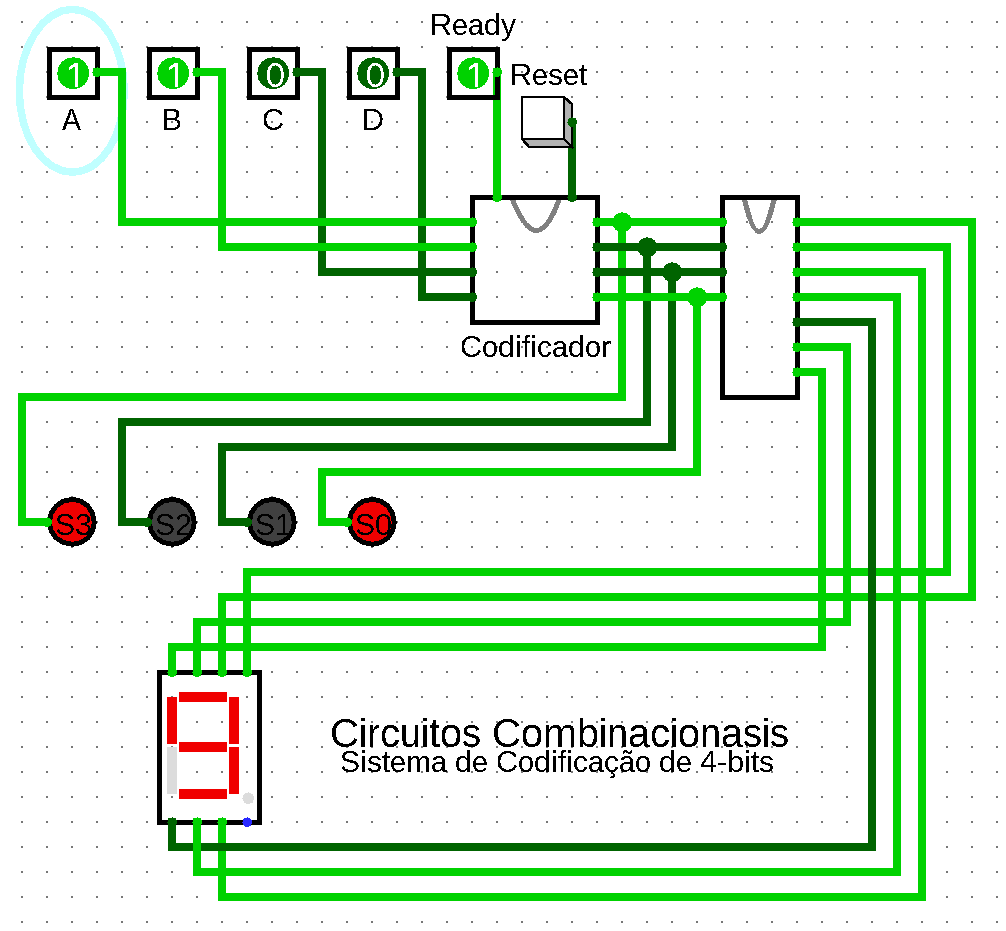 Ready
1 1 0 0 1
Reset
A B C D
Codificador
S3 S2 S1 S0
9
Circuitos Combinacionasis
Sistema de Codificação de 4-bits